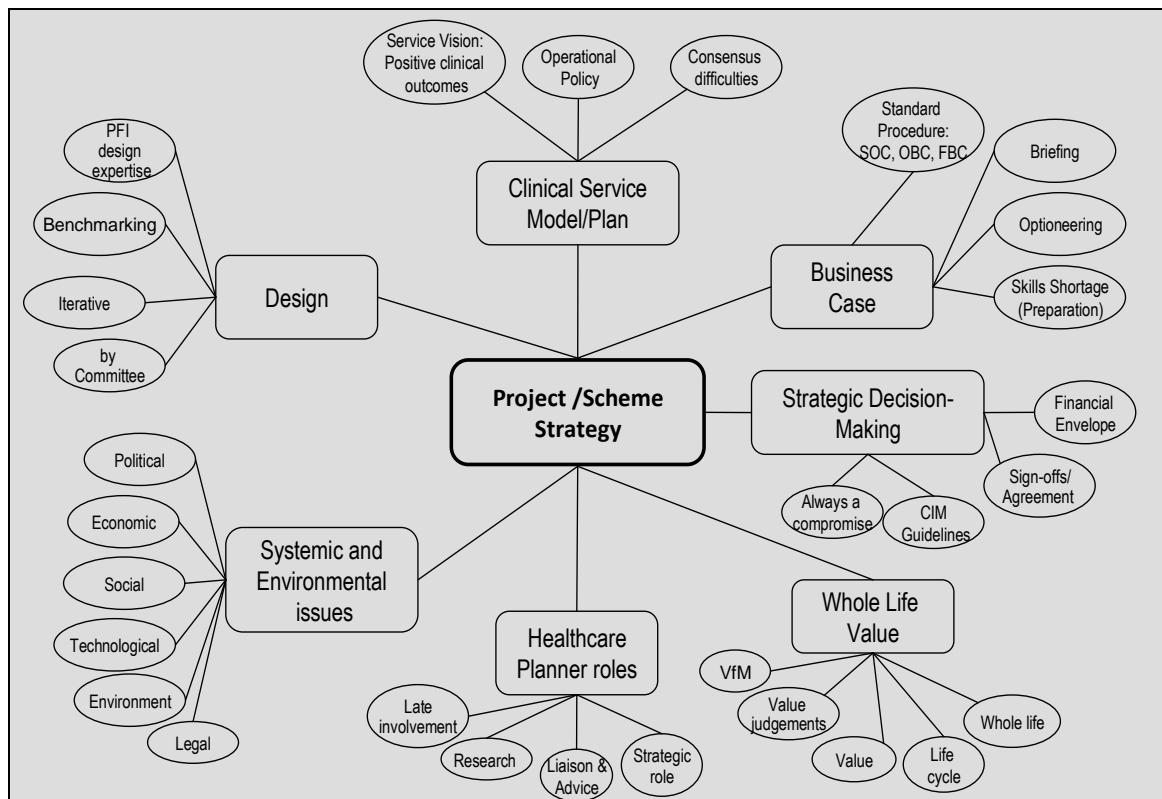 Service Vision:
Positive clinical
outcomes
Operational
Policy
Consensus
difficulties
Standard
Procedure:
SOC, OBC, FBC
Briefing
Optioneering
Skills Shortage
(Preparation)
PFI
design
expertise
Benchmarking
Iterative
by
Committee
Design
Clinical Service
Model/Plan
Business
Case
Project /Scheme
Strategy
Strategic Decision-
Making
Financial
Envelope
Sign-offs/
Agreement
Always a
compromise
CIM
Guidelines
Political
Economic
Social
Technological
Environment
Legal
Systemic and
Environmental
issues
Healthcare
Planner roles
Late
involvement
Research
Liaison &
Advice
Strategic
role
Whole Life
Value
VfM
Value
judgements
Value
Life
cycle
Whole life